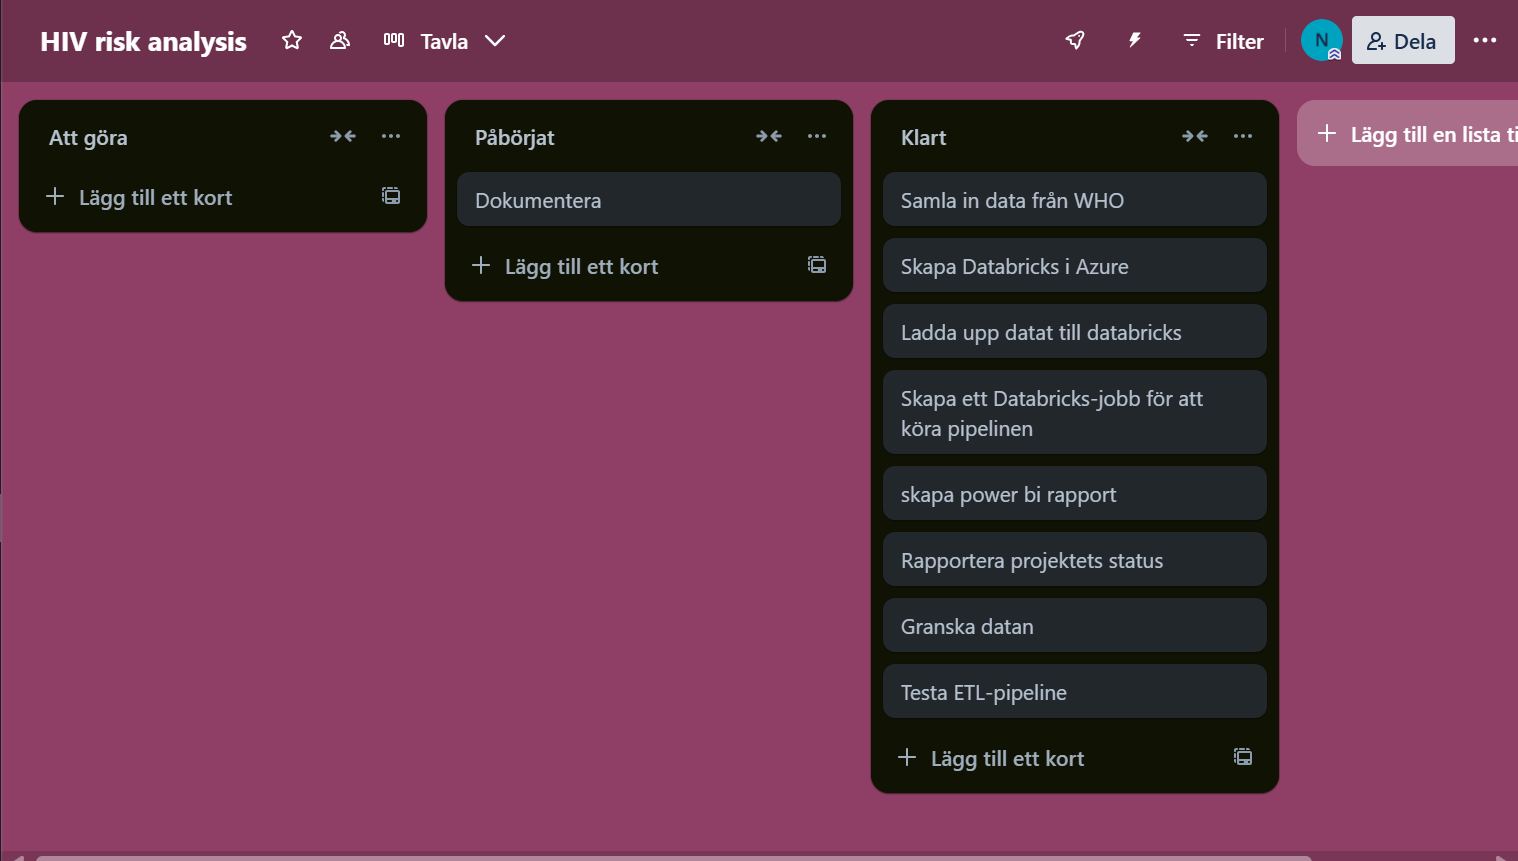 HIV risk analysis
Tavla
Filter
N
Dela
Att göra
Lägg till ett kort
Påbörjat
Dokumentera
Lägg till ett kort
Klart
Samla in data från WHO
Skapa Databricks i Azure
Ladda upp datat till databricks
Skapa ett Databricks-jobb för att
köra pipelinen
skapa power bi rapport
Rapportera projektets status
Granska datan
Testa ETL-pipeline
Lägg till ett kort
Lägg till en lista ti